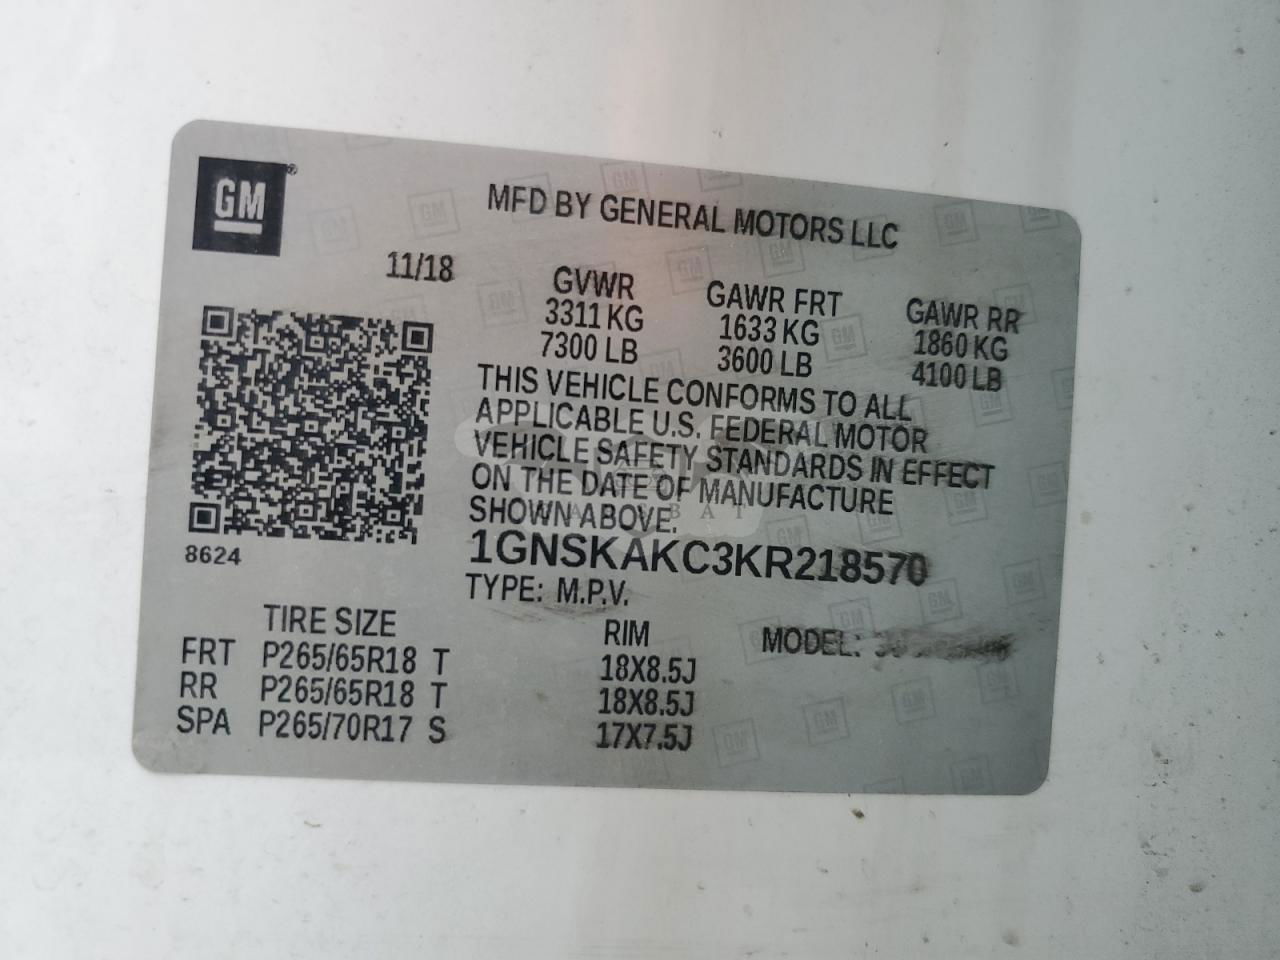 GM
MFD BY GENERAL MOTORS LLC
11/18
GVWR
3311 KG
7300 LB
GAWR FRT
1633 KG
3600 LB
GAWR RR
1860 KG
4100 LB
THIS VEHICLE CONFORMS TO ALL
APPLICABLE U.S. FEDERAL MOTOR
VEHICLE SAFETY STANDARDS IN EFFECT
ON THE DATE OF MANUFACTURE
SHOWN ABOVE.
8624
1GNSKAKC3KR218570
TYPE: M.P.V.
MODEL:
TIRE SIZE RIM
FRT P265/65R18 T 18X8.5J
RR P265/65R18 T 18X8.5J
SPA P265/70R17 S 17X7.5J